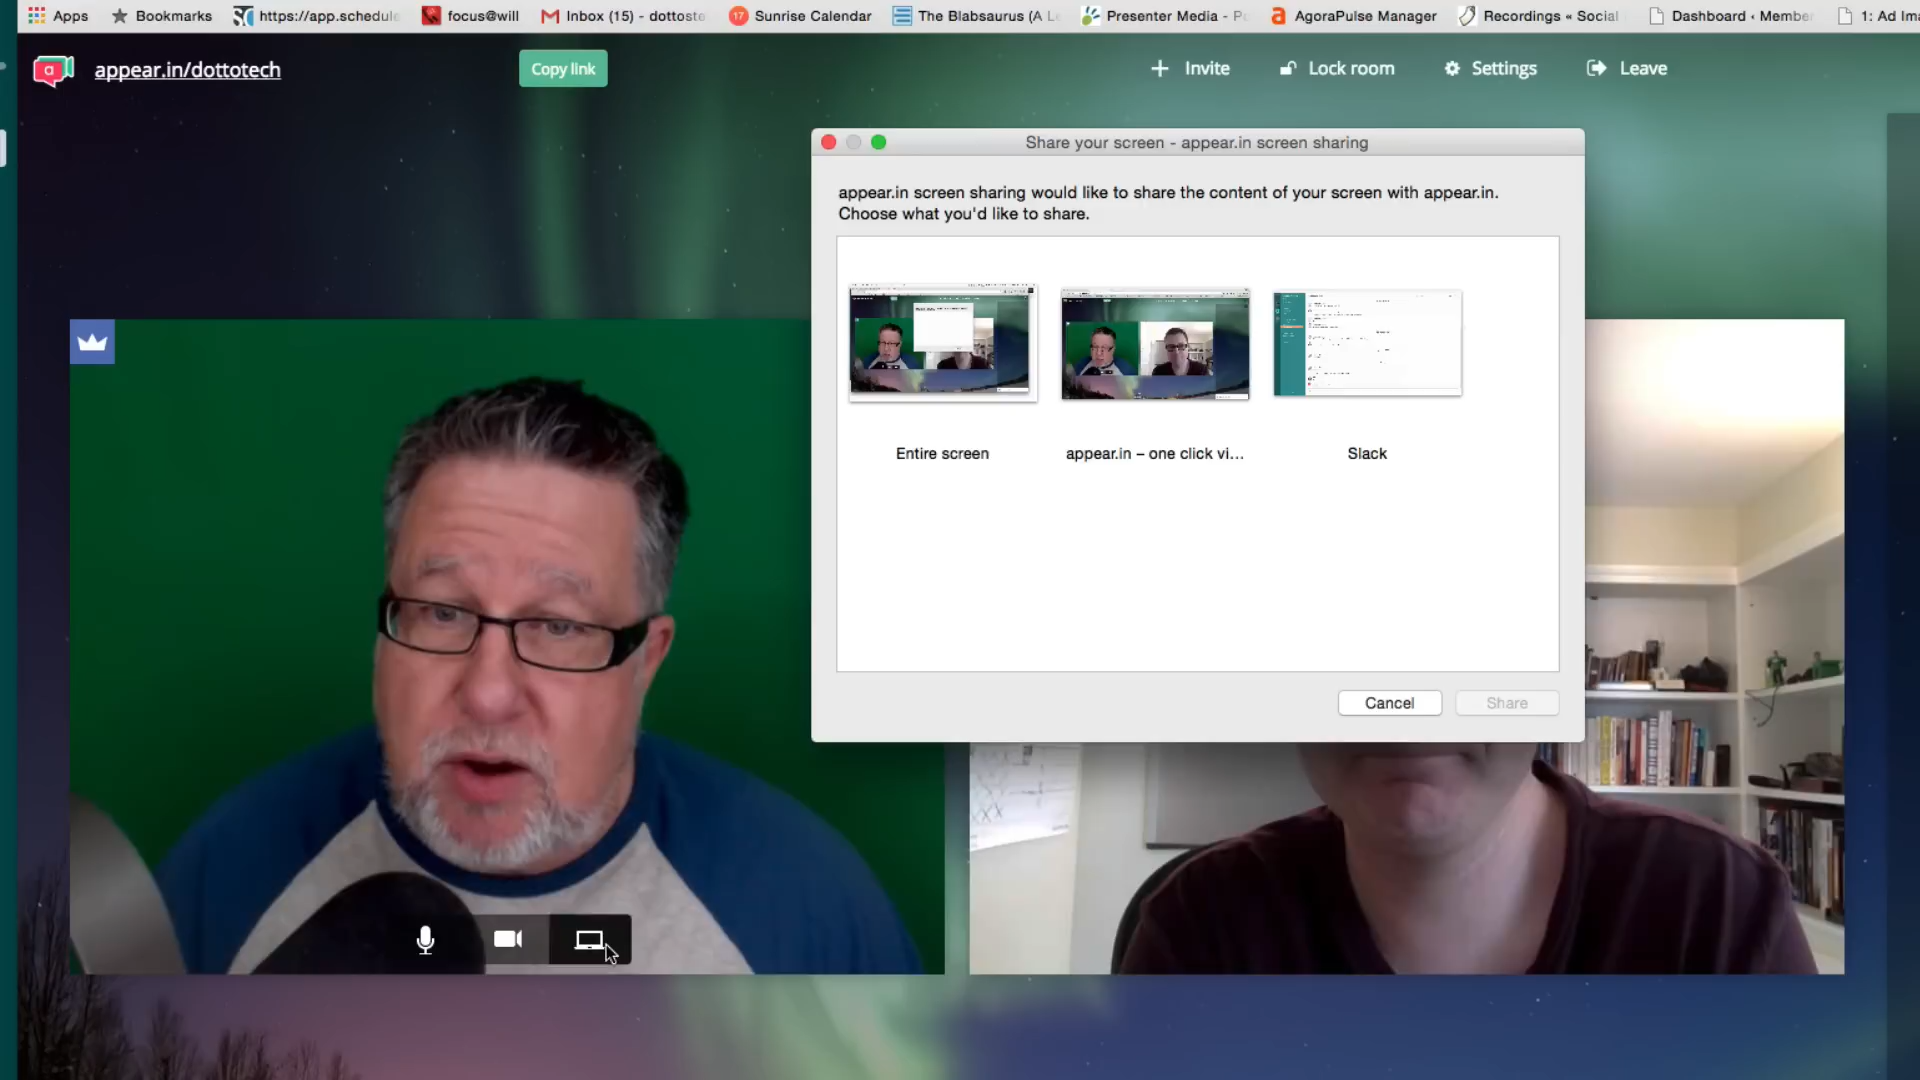 Apps Bookmarks https://app.schedule focus@will Inbox (15) - dottoste Sunrise Calendar The Blabsaurus (A Le Presenter Media - P AgoraPulse Manager Recordings « Social Dashboard ‹ Membe 1: Ad Ima
appear.in/dottotech Copy link Invite Lock room Settings Leave
Share your screen - appear.in screen sharing
appear.in screen sharing would like to share the content of your screen with appear.in.
Choose what you'd like to share.
Entire screen appear.in – one click vi... Slack
Cancel Share